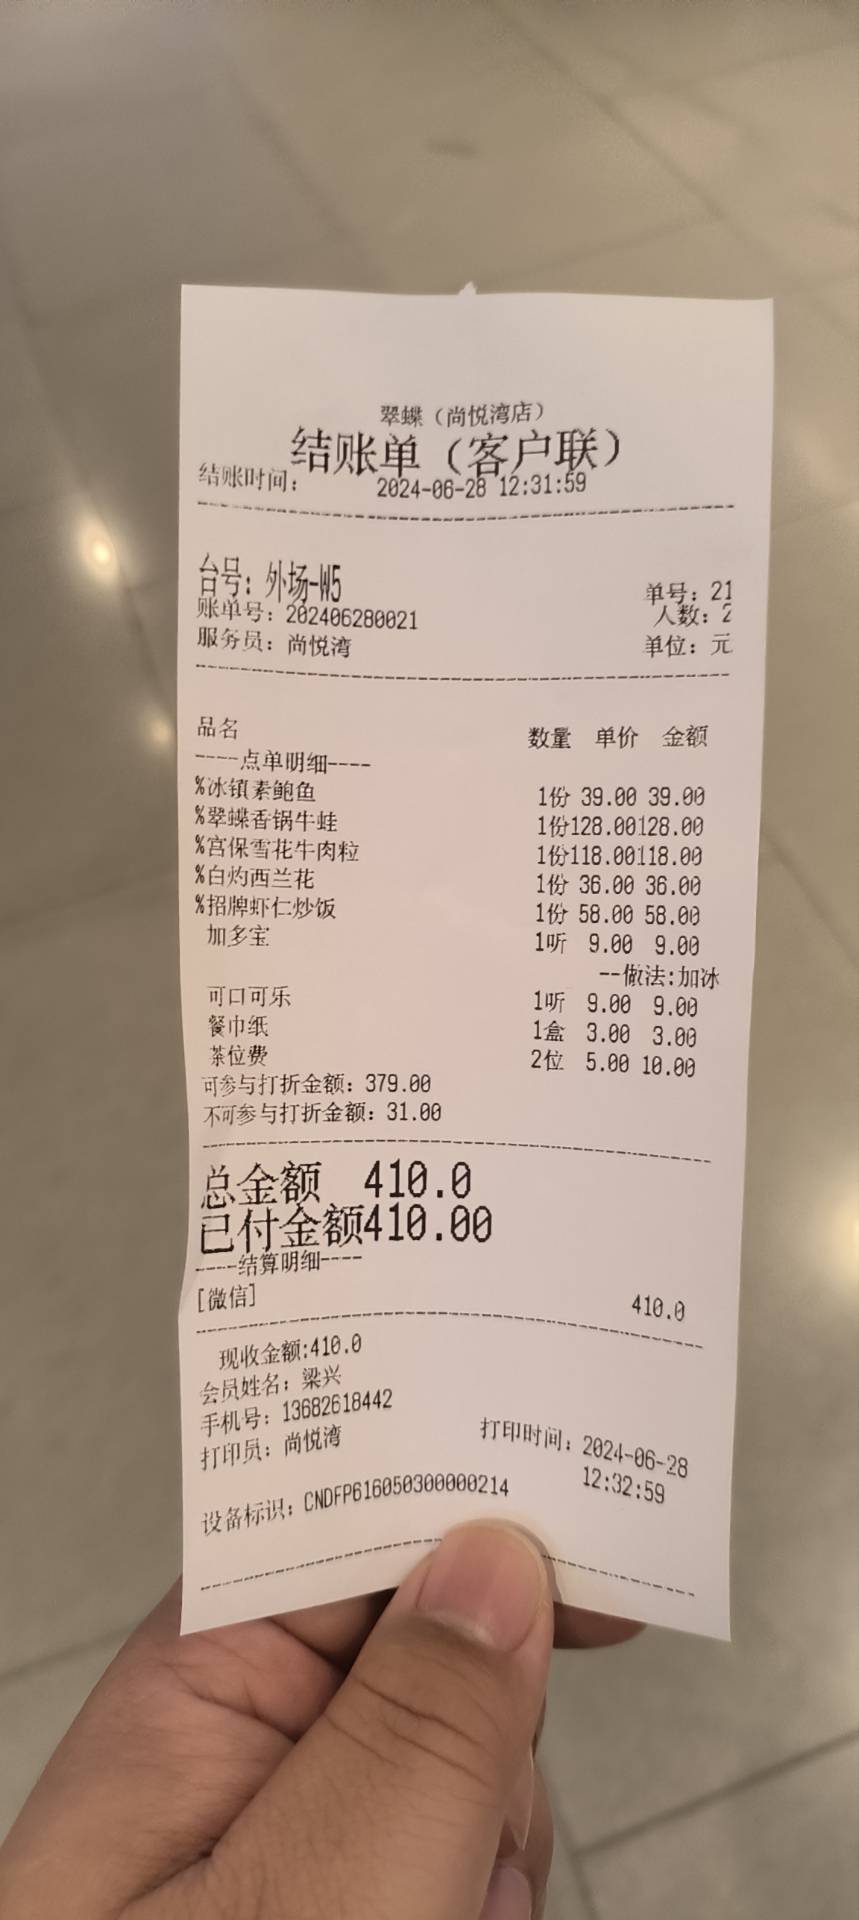 翠蝶（尚悦湾店）
结账单（客户联）
结账时间： 2024-06-28 12:31:59
台号：外场-W5
单号：21
账单号：202406280021
人数：2
服务员：尚悦湾
单位：元
品名 数量 单价 金额
----点单明细----
%冰镇素鲍鱼 1份 39.00 39.00
%翠蝶香锅牛蛙 1份128.00128.00
%宫保雪花牛肉粒 1份118.00118.00
%白灼西兰花 1份 36.00 36.00
%招牌虾仁炒饭 1份 58.00 58.00
加多宝 1听 9.00 9.00
--做法:加冰
可口可乐 1听 9.00 9.00
餐巾纸 1盒 3.00 3.00
茶位费 2位 5.00 10.00
可参与打折金额：379.00
不可参与打折金额：31.00
总金额 410.0
已付金额410.00
----结算明细----
[微信] 410.0
现收金额:410.0
会员姓名：梁兴
手机号：13682618442
打印员：尚悦湾
打印时间：2024-06-28
12:32:59
设备标识：CNDFP616050300000214